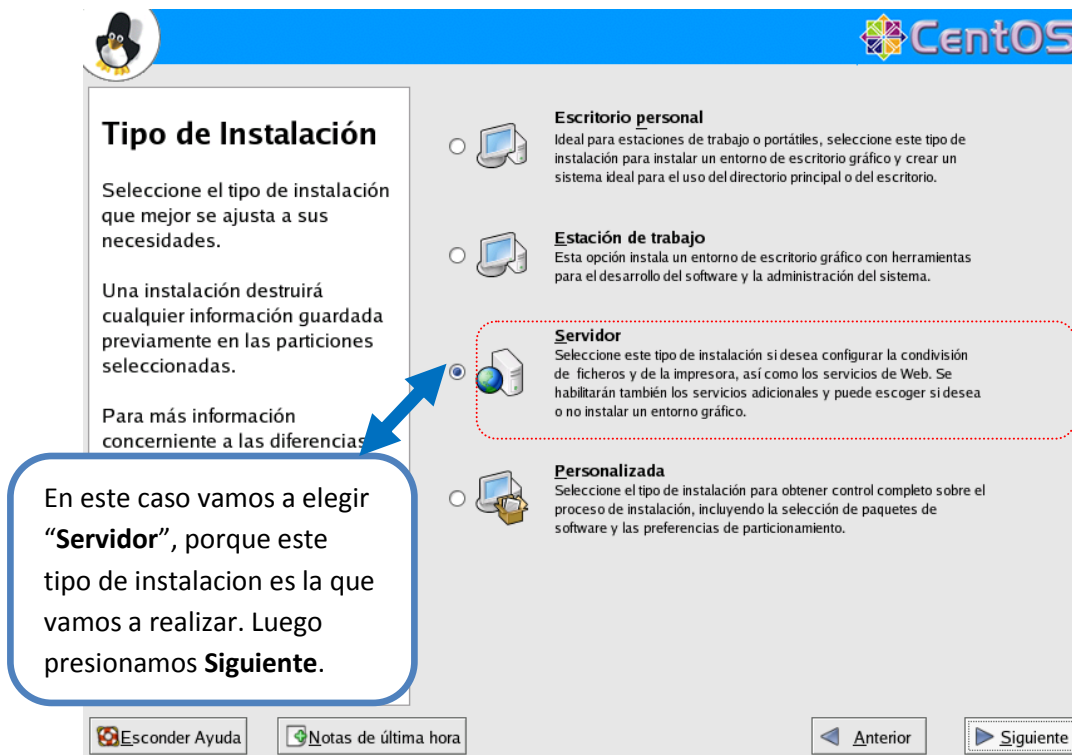 CentOS
Tipo de Instalación
Seleccione el tipo de instalación
que mejor se ajusta a sus
necesidades.
Una instalación destruirá
cualquier información guardada
previamente en las particiones
seleccionadas.
Para más información
concerniente a las diferencias
En este caso vamos a elegir
“Servidor”, porque este
tipo de instalacion es la que
vamos a realizar. Luego
presionamos Siguiente.
Escritorio personal
Ideal para estaciones de trabajo o portátiles, seleccione este tipo de
instalación para instalar un entorno de escritorio gráfico y crear un
sistema ideal para el uso del directorio principal o del escritorio.
Estación de trabajo
Esta opción instala un entorno de escritorio gráfico con herramientas
para el desarrollo del software y la administración del sistema.
Servidor
Seleccione este tipo de instalación si desea configurar la condivisión
de ficheros y de la impresora, así como los servicios de Web. Se
habilitarán también los servicios adicionales y puede escoger si desea
o no instalar un entorno gráfico.
Personalizada
Seleccione el tipo de instalación para obtener control completo sobre el
proceso de instalación, incluyendo la selección de paquetes de
software y las preferencias de particionamiento.
Esconder Ayuda
Notas de última hora
Anterior
Siguiente